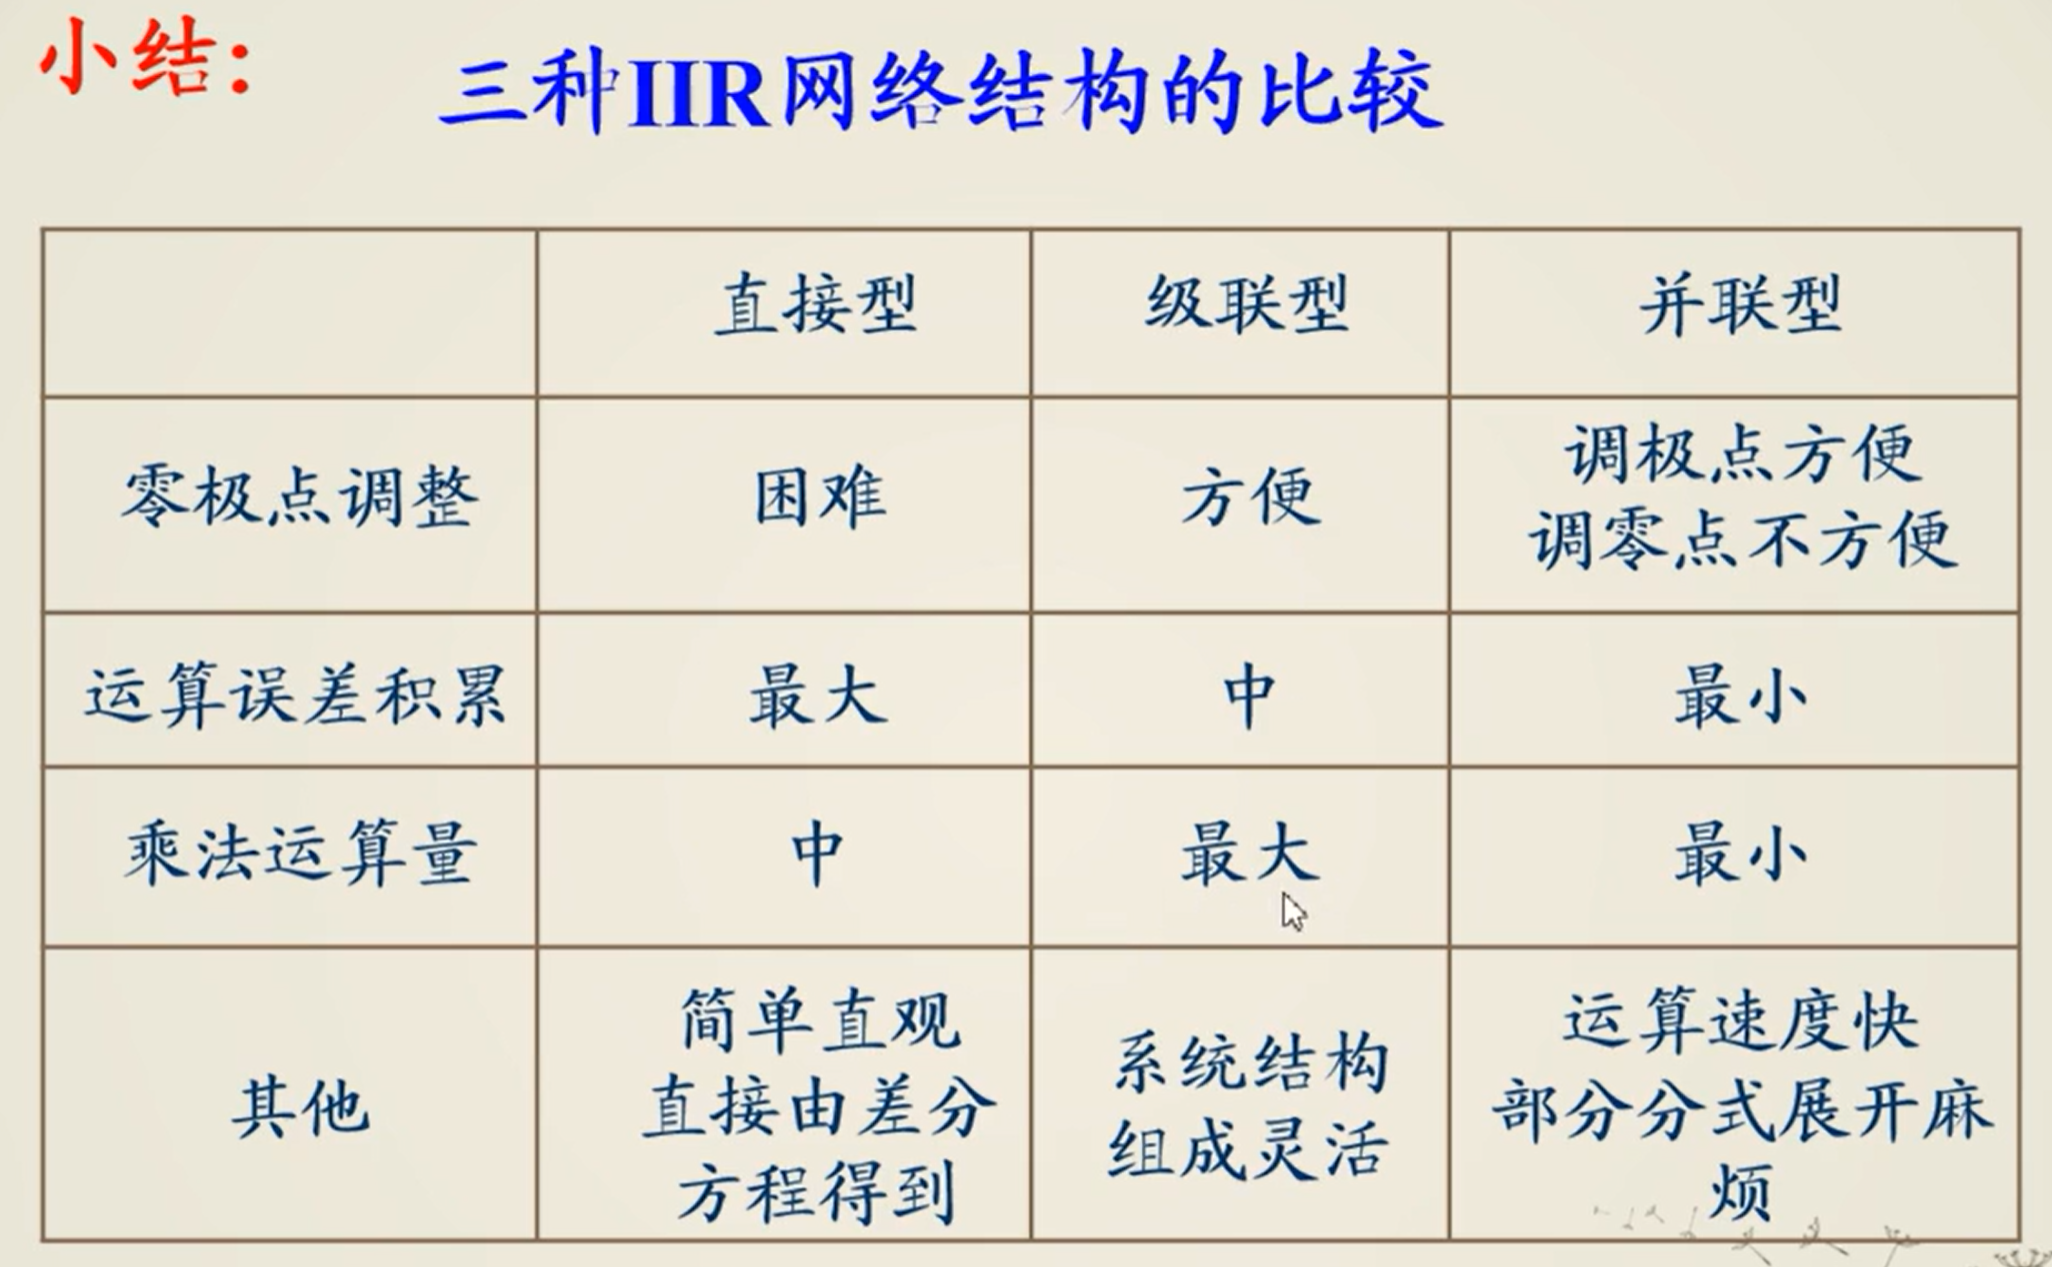 小结:
三种IIR网络结构的比较
直接型 级联型 并联型
零极点调整 困难 方便 调极点方便
调零点不方便
运算误差积累 最大 中 最小
乘法运算量 中 最大 最小
其他
简单直观
直接由差分
方程得到
系统结构
组成灵活
运算速度快
部分分式展开麻
烦